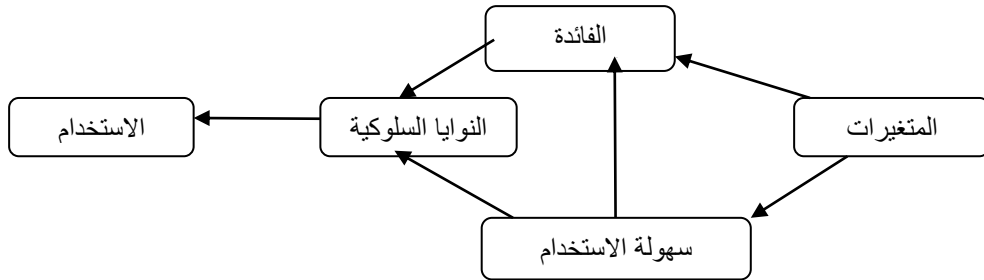 الفائدة
المتغيرات
النوايا السلوكية
الاستخدام
سهولة الاستخدام